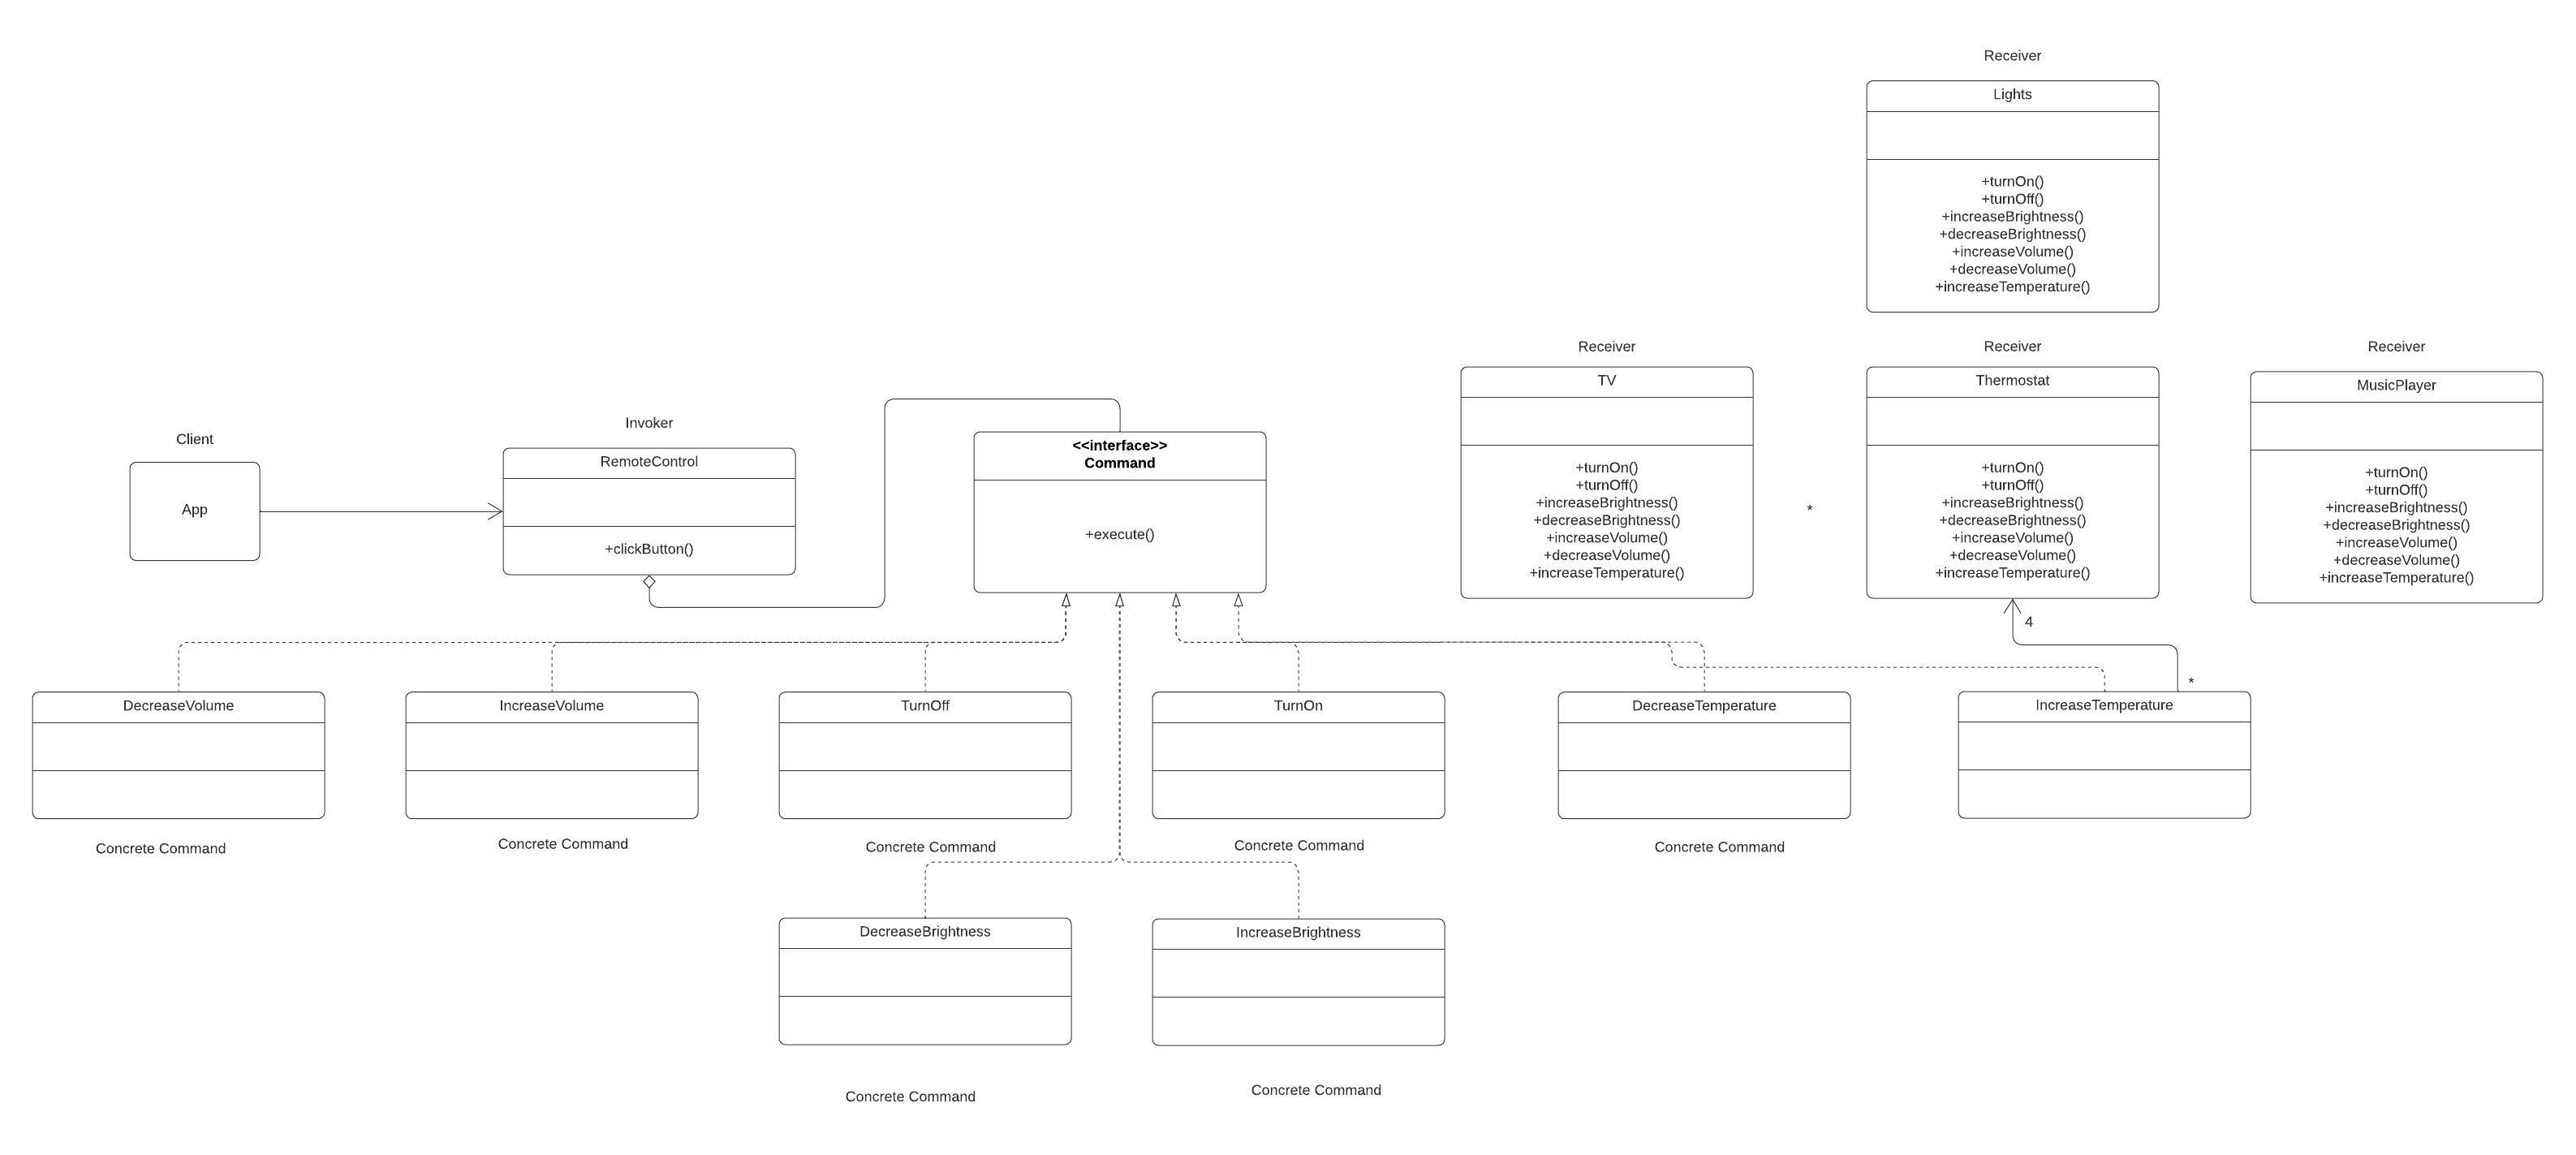 Receiver
Lights
+turnOn()
+turnOff()
+increaseBrightness()
+decreaseBrightness()
+increaseVolume()
+decreaseVolume()
+increaseTemperature()
Client
App
Invoker
RemoteControl
+clickButton()
<<interface>>
Command
+execute()
Receiver
TV
+turnOn()
+turnOff()
+increaseBrightness()
+decreaseBrightness()
+increaseVolume()
+decreaseVolume()
+increaseTemperature()
*
Receiver
Thermostat
+turnOn()
+turnOff()
+increaseBrightness()
+decreaseBrightness()
+increaseVolume()
+decreaseVolume()
+increaseTemperature()
4
Receiver
MusicPlayer
+turnOn()
+turnOff()
+increaseBrightness()
+decreaseBrightness()
+increaseVolume()
+decreaseVolume()
+increaseTemperature()
*
DecreaseVolume
Concrete Command
IncreaseVolume
Concrete Command
TurnOff
Concrete Command
TurnOn
Concrete Command
DecreaseTemperature
Concrete Command
IncreaseTemperature
DecreaseBrightness
Concrete Command
IncreaseBrightness
Concrete Command